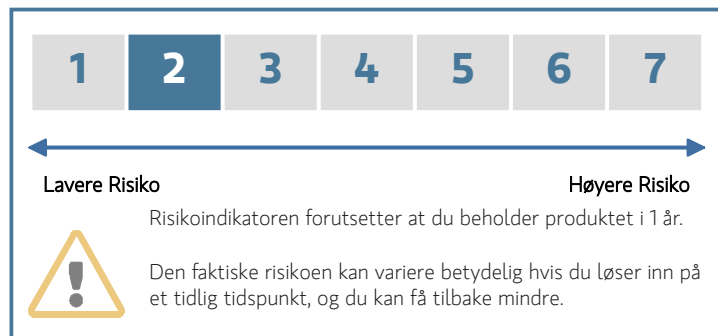 1 2 3 4 5 6 7
Lavere Risiko Høyere Risiko
Risikoindikatoren forutsetter at du beholder produktet i 1 år.
Den faktiske risikoen kan variere betydelig hvis du løser inn på
et tidlig tidspunkt, og du kan få tilbake mindre.